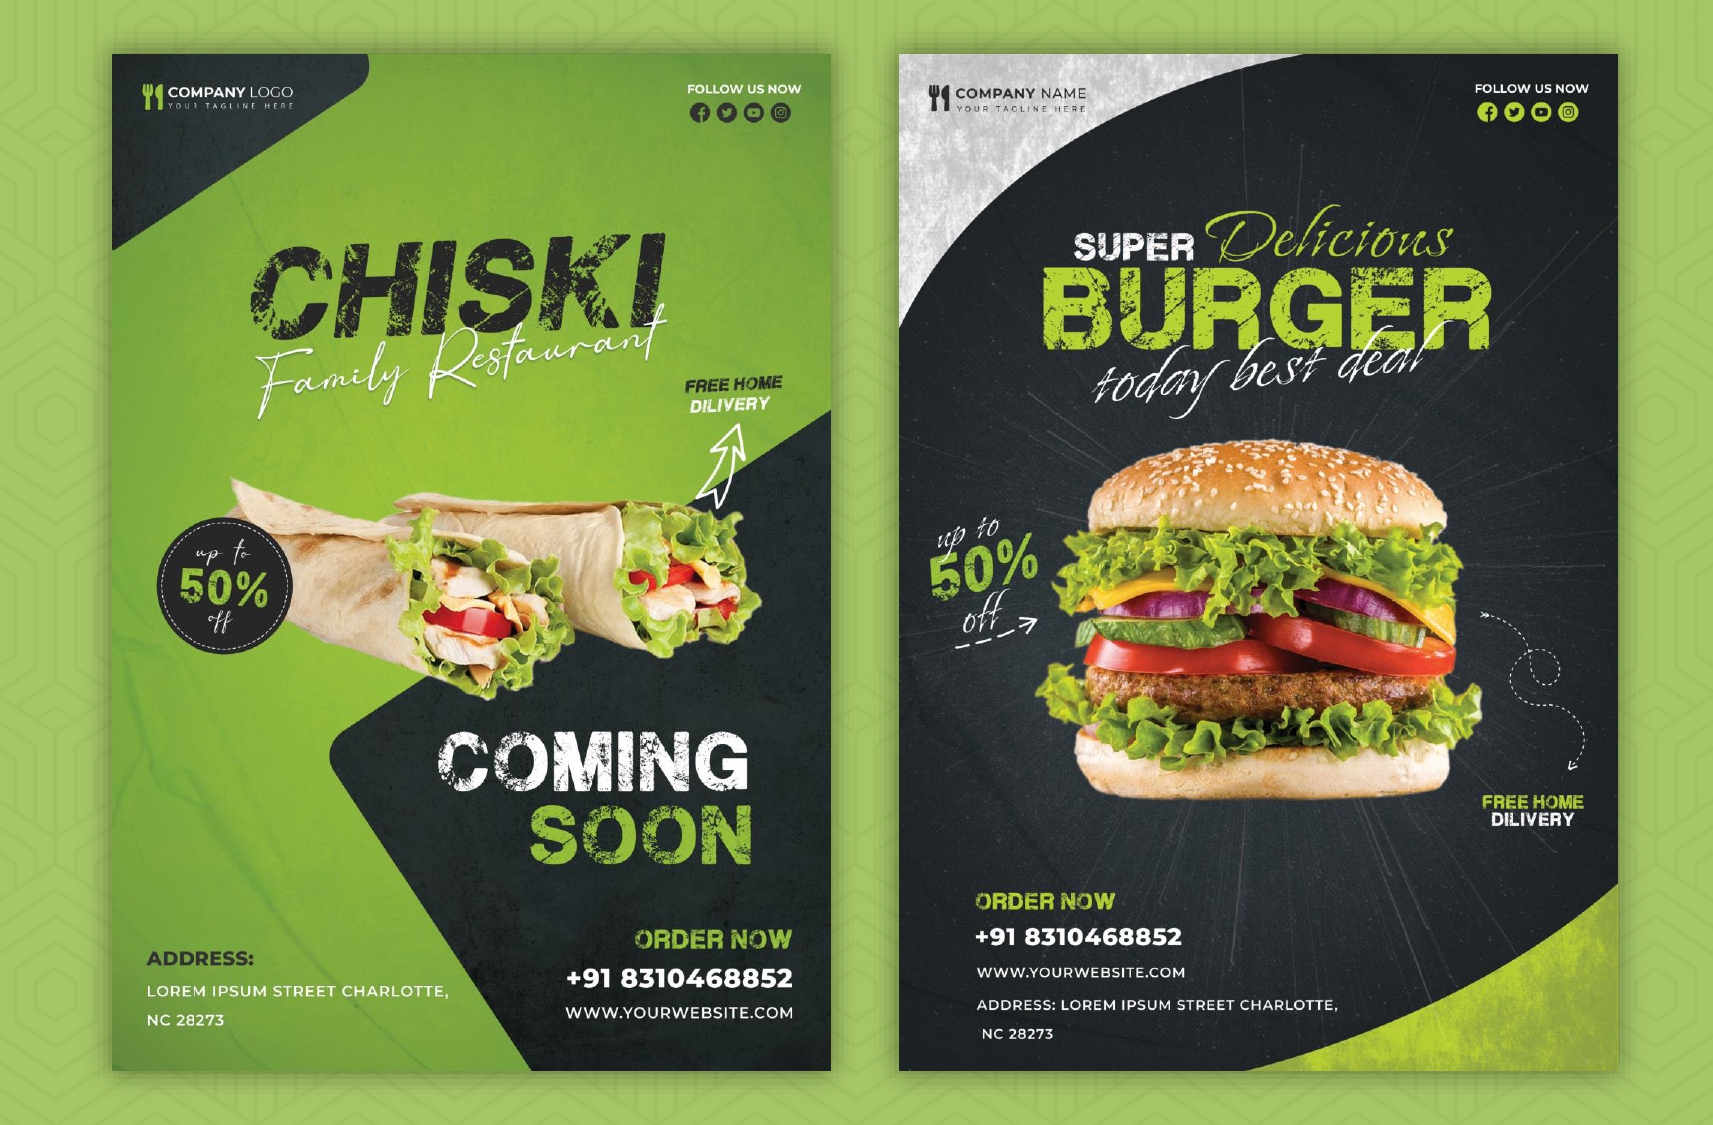 COMPANY LOGO
YOUR TAGLINE HERE
FOLLOW US NOW
CHISKI
Family Restaurant
FREE HOME
DILIVERY
up to
50%
off
COMING
SOON
ORDER NOW
+91 8310468852
WWW.YOURWEBSITE.COM
ADDRESS:
LOREM IPSUM STREET CHARLOTTE,
NC 28273
COMPANY NAME
YOUR TAGLINE HERE
FOLLOW US NOW
SUPER Delicious
BURGER
today best deal
up to
50%
off
FREE HOME
DILIVERY
ORDER NOW
+91 8310468852
WWW.YOURWEBSITE.COM
ADDRESS: LOREM IPSUM STREET CHARLOTTE,
NC 28273